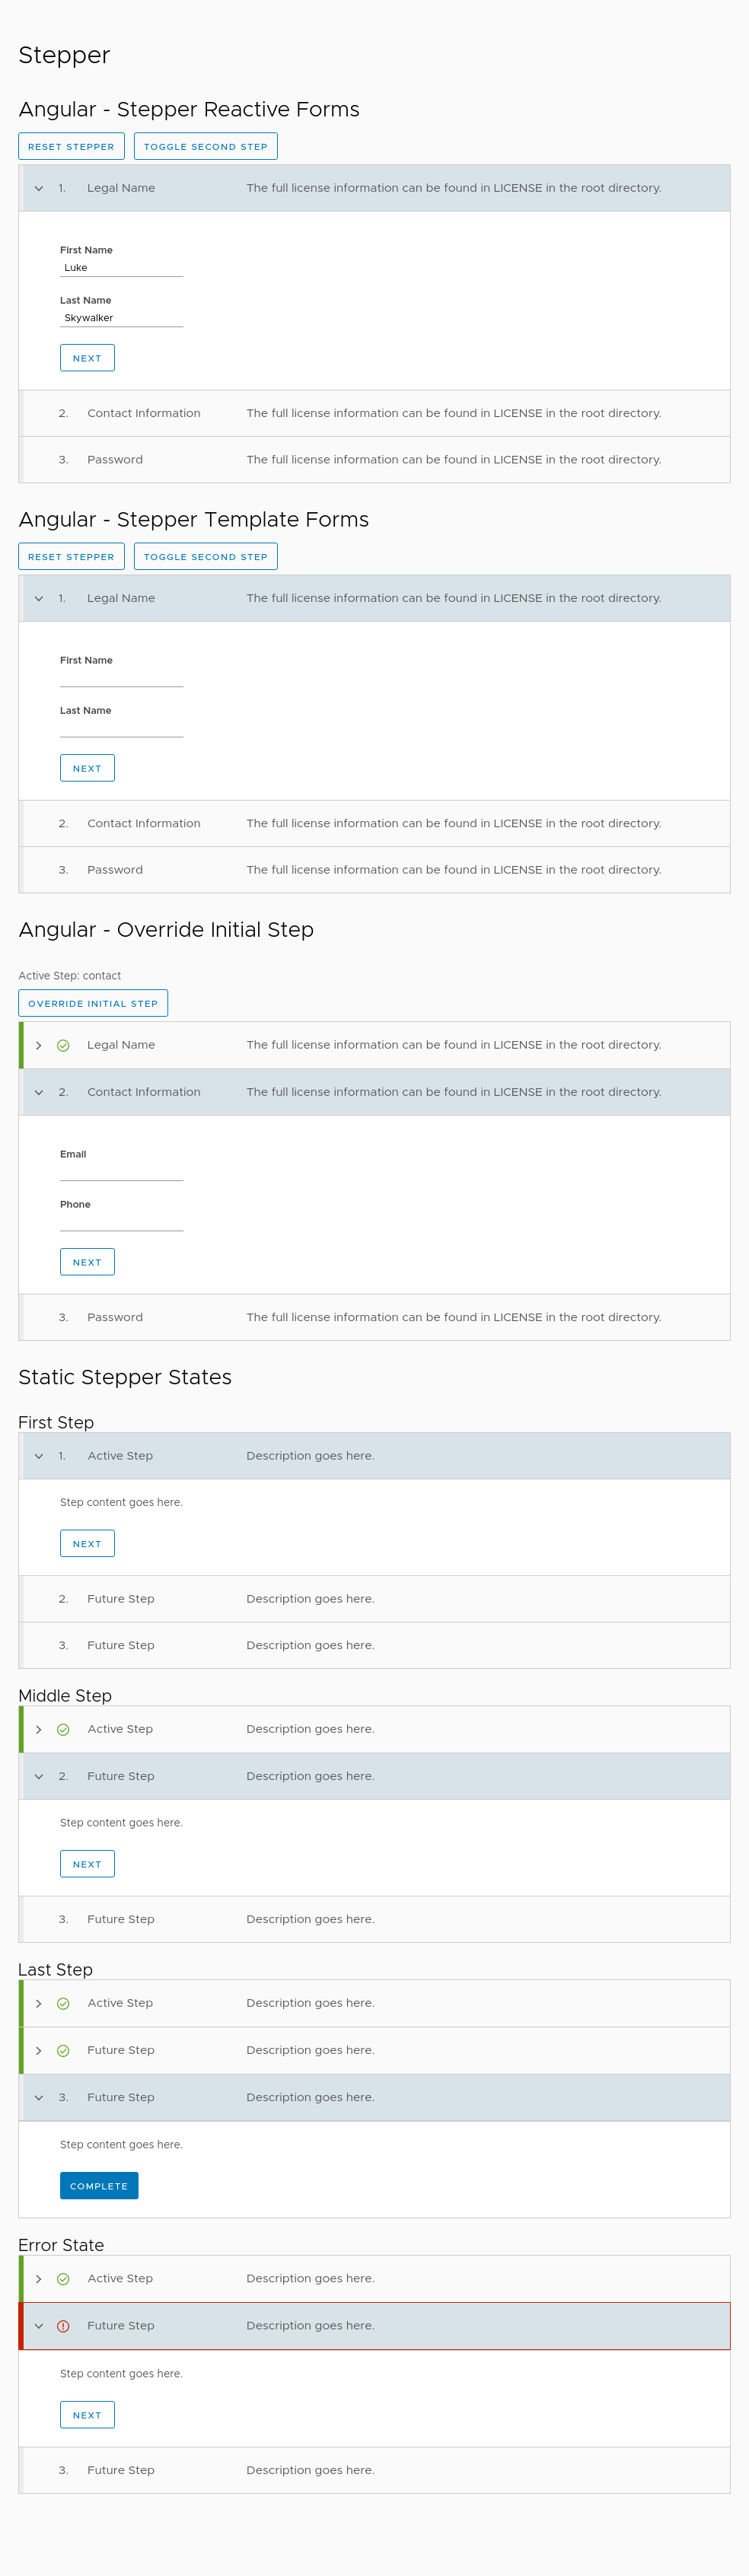 Stepper
Angular - Stepper Reactive Forms
RESET STEPPER TOGGLE SECOND STEP
1. Legal Name The full license information can be found in LICENSE in the root directory.
First Name
Luke
Last Name
Skywalker
NEXT
2. Contact Information The full license information can be found in LICENSE in the root directory.
3. Password The full license information can be found in LICENSE in the root directory.
Angular - Stepper Template Forms
RESET STEPPER TOGGLE SECOND STEP
1. Legal Name The full license information can be found in LICENSE in the root directory.
First Name
Last Name
NEXT
2. Contact Information The full license information can be found in LICENSE in the root directory.
3. Password The full license information can be found in LICENSE in the root directory.
Angular - Override Initial Step
Active Step: contact
OVERRIDE INITIAL STEP
Legal Name The full license information can be found in LICENSE in the root directory.
2. Contact Information The full license information can be found in LICENSE in the root directory.
Email
Phone
NEXT
3. Password The full license information can be found in LICENSE in the root directory.
Static Stepper States
First Step
1. Active Step Description goes here.
Step content goes here.
NEXT
2. Future Step Description goes here.
3. Future Step Description goes here.
Middle Step
Active Step Description goes here.
2. Future Step Description goes here.
Step content goes here.
NEXT
3. Future Step Description goes here.
Last Step
Active Step Description goes here.
Future Step Description goes here.
3. Future Step Description goes here.
Step content goes here.
COMPLETE
Error State
Active Step Description goes here.
Future Step Description goes here.
Step content goes here.
NEXT
3. Future Step Description goes here.